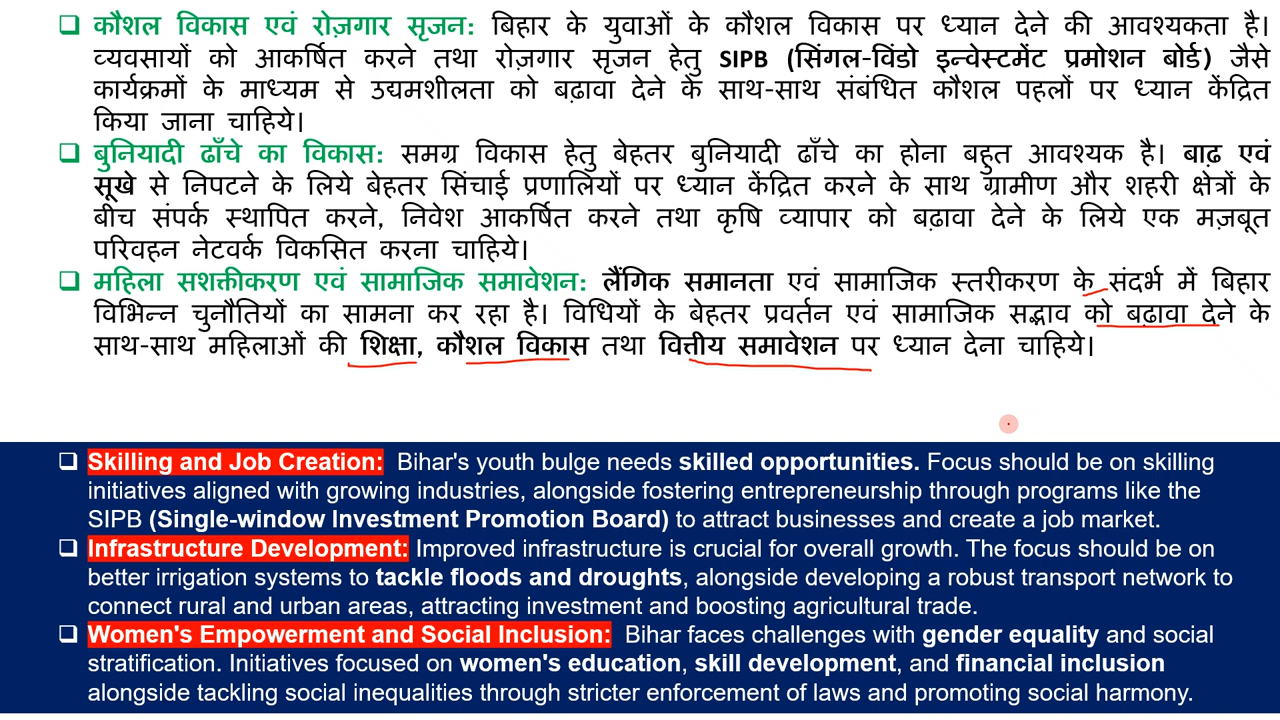 ❑ कौशल विकास एवं रोज़गार सृजन: बिहार के युवाओं के कौशल विकास पर ध्यान देने की आवश्यकता है।
व्यवसायों को आकर्षित करने तथा रोज़गार सृजन हेतु SIPB (सिंगल-विंडो इन्वेस्टमेंट प्रमोशन बोर्ड) जैसे
कार्यक्रमों के माध्यम से उद्यमशीलता को बढ़ावा देने के साथ-साथ संबंधित कौशल पहलों पर ध्यान केंद्रित
किया जाना चाहिये।
❑ बुनियादी ढाँचे का विकास: समग्र विकास हेतु बेहतर बुनियादी ढाँचे का होना बहुत आवश्यक है। बाढ़ एवं
सूखे से निपटने के लिये बेहतर सिंचाई प्रणालियों पर ध्यान केंद्रित करने के साथ ग्रामीण और शहरी क्षेत्रों के
बीच संपर्क स्थापित करने, निवेश आकर्षित करने तथा कृषि व्यापार को बढ़ावा देने के लिये एक मज़बूत
परिवहन नेटवर्क विकसित करना चाहिये।
❑ महिला सशक्तीकरण एवं सामाजिक समावेशन: लैंगिक समानता एवं सामाजिक स्तरीकरण के संदर्भ में बिहार
विभिन्न चुनौतियों का सामना कर रहा है। विधियों के बेहतर प्रवर्तन एवं सामाजिक सद्भाव को बढ़ावा देने के
साथ-साथ महिलाओं की शिक्षा, कौशल विकास तथा वित्तीय समावेशन पर ध्यान देना चाहिये।
❑ Skilling and Job Creation: Bihar's youth bulge needs skilled opportunities. Focus should be on skilling
initiatives aligned with growing industries, alongside fostering entrepreneurship through programs like the
SIPB (Single-window Investment Promotion Board) to attract businesses and create a job market.
❑ Infrastructure Development: Improved infrastructure is crucial for overall growth. The focus should be on
better irrigation systems to tackle floods and droughts, alongside developing a robust transport network to
connect rural and urban areas, attracting investment and boosting agricultural trade.
❑ Women's Empowerment and Social Inclusion: Bihar faces challenges with gender equality and social
stratification. Initiatives focused on women's education, skill development, and financial inclusion
alongside tackling social inequalities through stricter enforcement of laws and promoting social harmony.